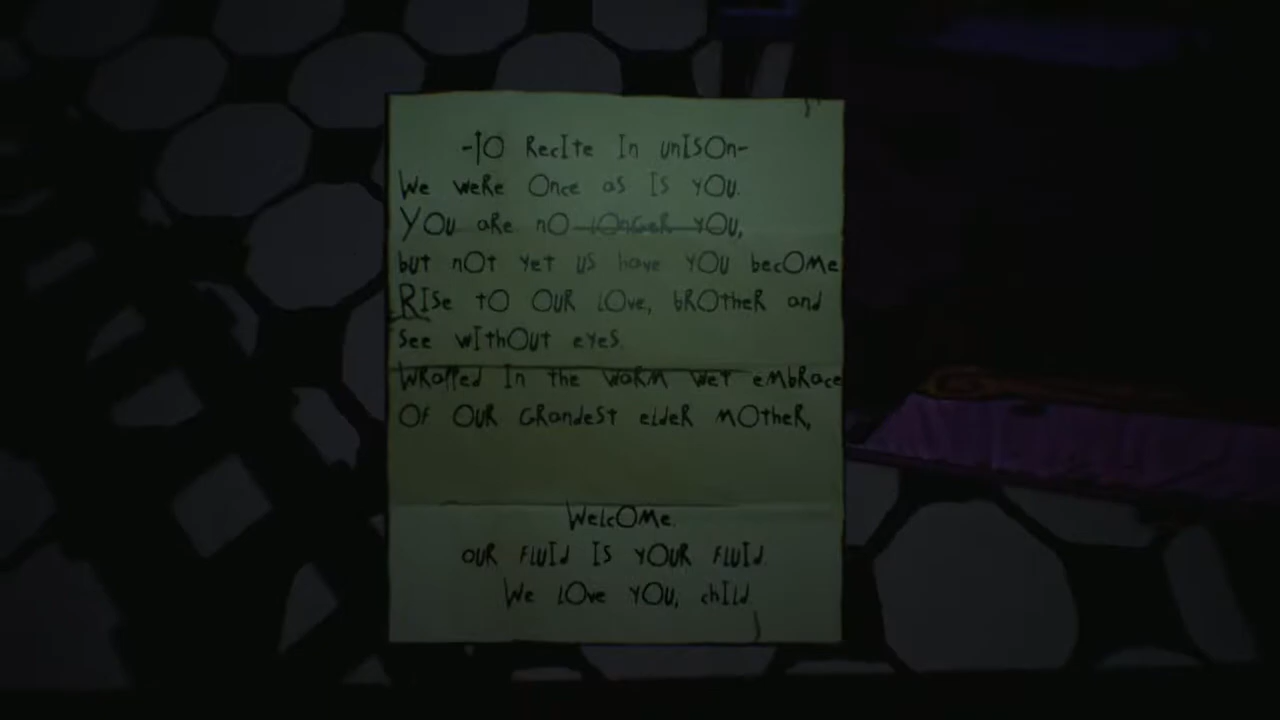 -TO RecIte In unISOn-
We weRe Once as IS YOU.
YOU aRe nO LOnGeR YOU,
but nOt Yet us have YOU becOMe
RISe tO OUR LOve, bROtheR and
see wIthOUt eYes.
WRaPPed In the waRM wet eMbRace
Of OUR GRandest eldeR MOtheR,
WelcOMe.
OUR FLUId IS YOUR FLUId.
We LOve YOU, chILd.